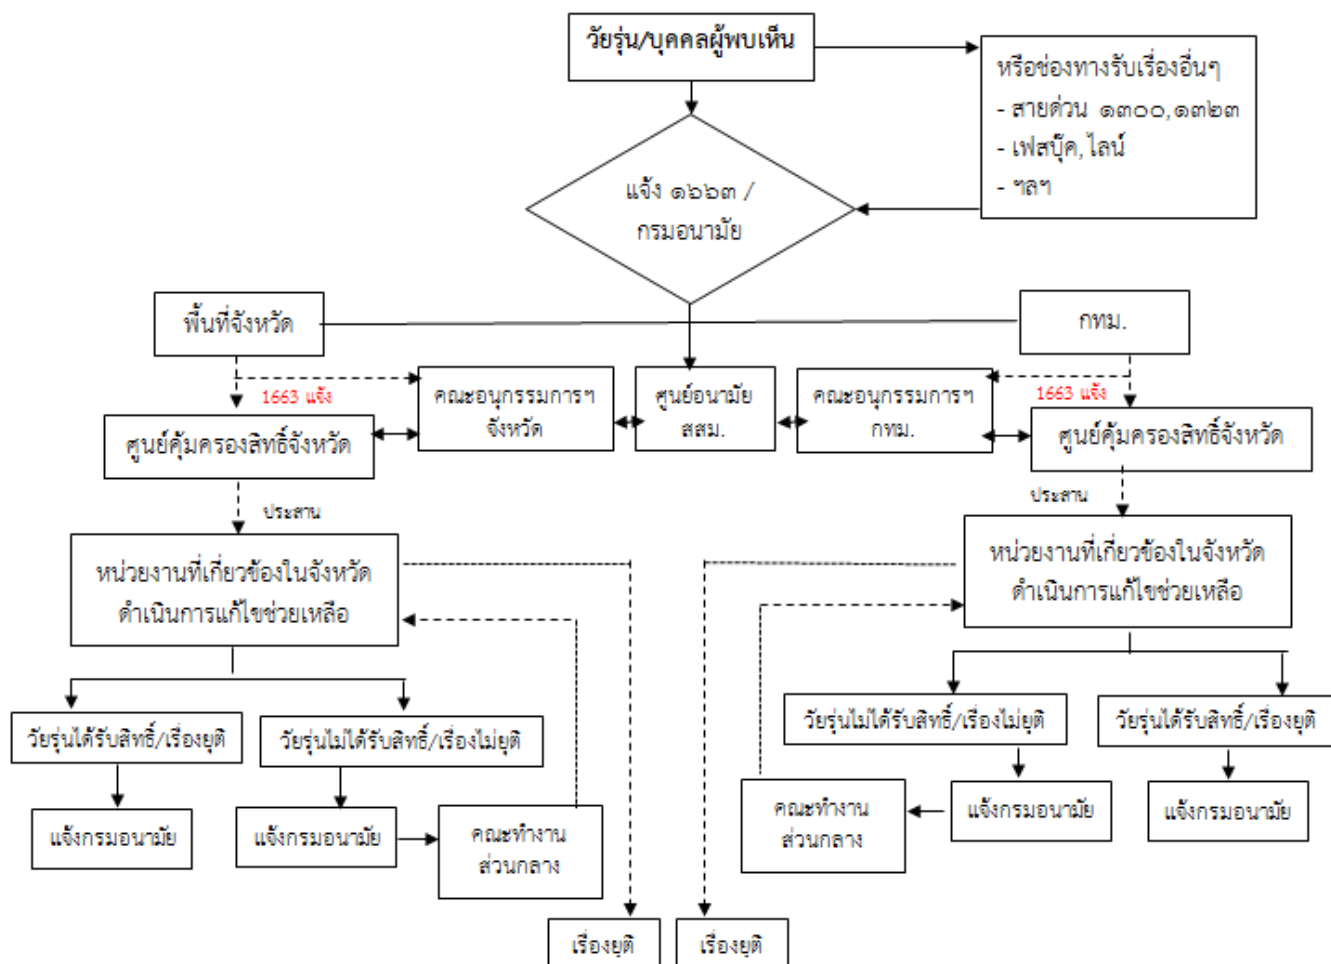 วัยรุ่น/บุคคลผู้พบเห็น
หรือช่องทางรับเรื่องอื่นๆ
- สายด่วน ๑๓๐๐,๑๓๒๓
- เฟสบุ๊ค, ไลน์
- ฯลฯ
แจ้ง ๑๖๖๓ /
กรมอนามัย
พื้นที่จังหวัด
กทม.
1663 แจ้ง
คณะอนุกรรมการฯ
จังหวัด
ศูนย์อนามัย
สสม.
คณะอนุกรรมการฯ
กทม.
1663 แจ้ง
ศูนย์คุ้มครองสิทธิ์จังหวัด
ศูนย์คุ้มครองสิทธิ์จังหวัด
ประสาน
ประสาน
หน่วยงานที่เกี่ยวข้องในจังหวัด
ดำเนินการแก้ไขช่วยเหลือ
หน่วยงานที่เกี่ยวข้องในจังหวัด
ดำเนินการแก้ไขช่วยเหลือ
วัยรุ่นได้รับสิทธิ์/เรื่องยุติ
วัยรุ่นไม่ได้รับสิทธิ์/เรื่องไม่ยุติ
วัยรุ่นไม่ได้รับสิทธิ์/เรื่องไม่ยุติ
วัยรุ่นได้รับสิทธิ์/เรื่องยุติ
แจ้งกรมอนามัย
แจ้งกรมอนามัย
คณะทำงาน
ส่วนกลาง
คณะทำงาน
ส่วนกลาง
แจ้งกรมอนามัย
แจ้งกรมอนามัย
เรื่องยุติ
เรื่องยุติ